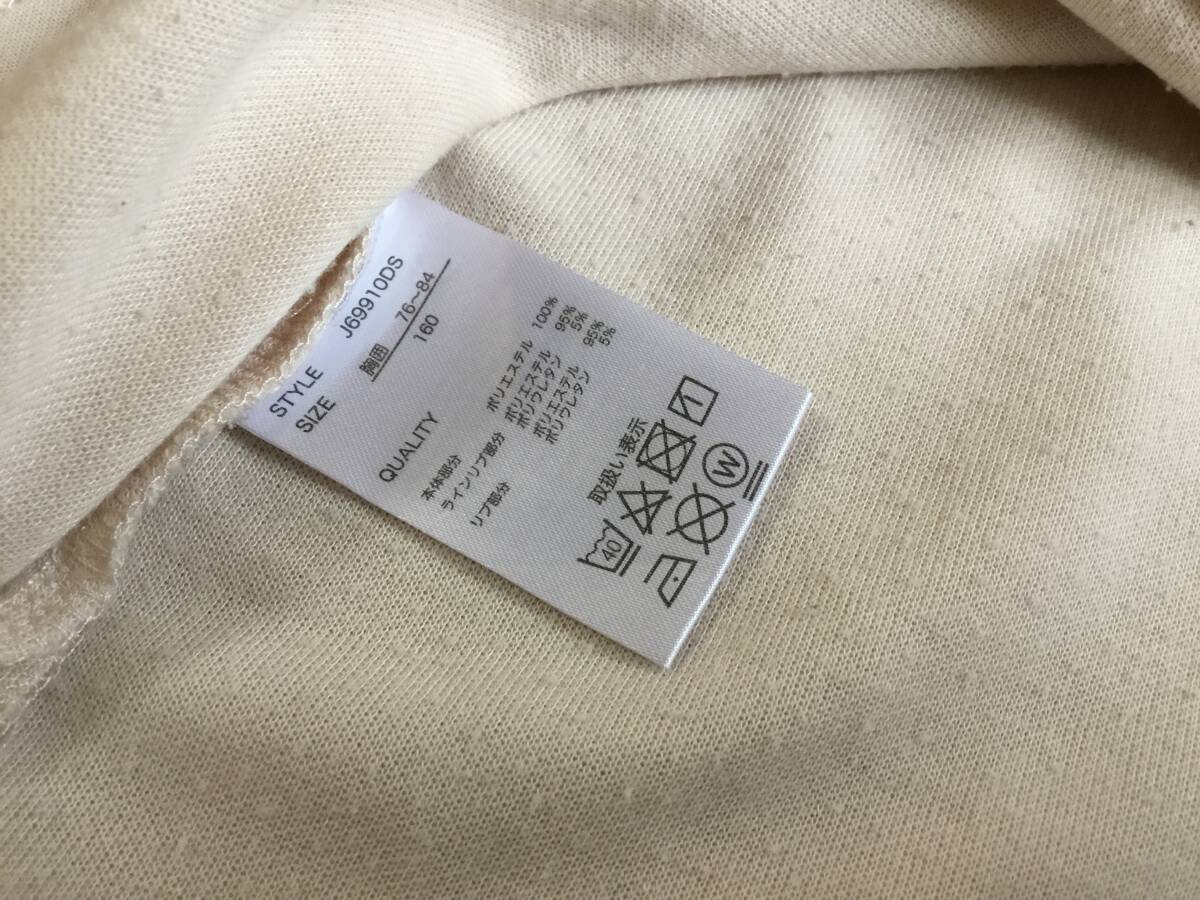 STYLE J69910DS
SIZE 胸囲 76~84
160
QUALITY
本体部分 ポリエステル 100%
ラインリブ部分 ポリエステル 95%
ポリウレタン 5%
リブ部分 ポリエステル 95%
ポリウレタン 5%
取扱い表示
40
W